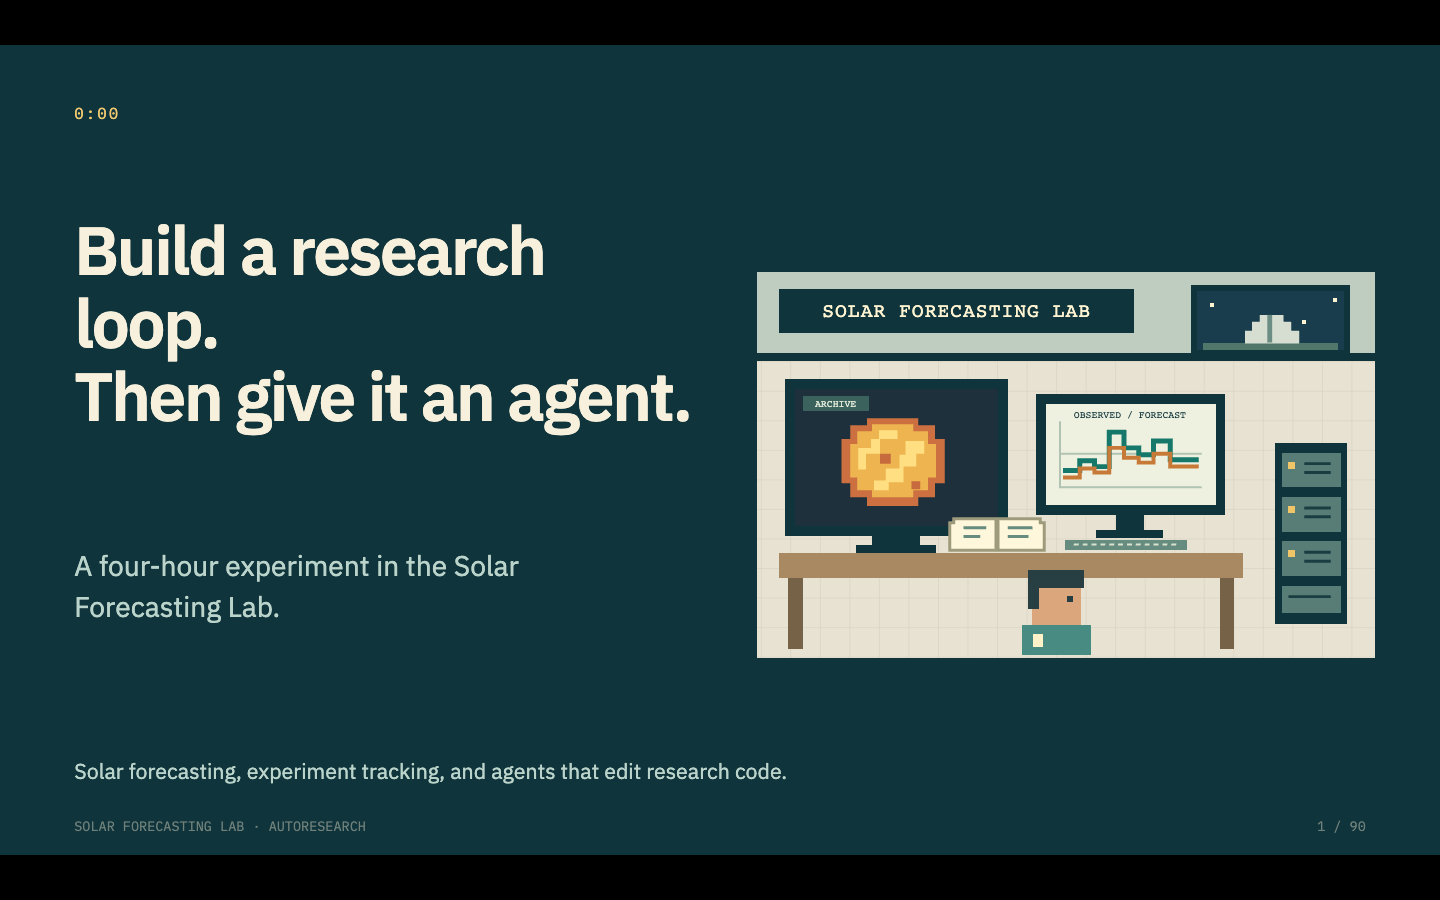 0:00
Build a research
loop.
Then give it an agent.
A four-hour experiment in the Solar
Forecasting Lab.
SOLAR FORECASTING LAB
ARCHIVE
OBSERVED / FORECAST
Solar forecasting, experiment tracking, and agents that edit research code.
SOLAR FORECASTING LAB · AUTORESEARCH
1 / 90